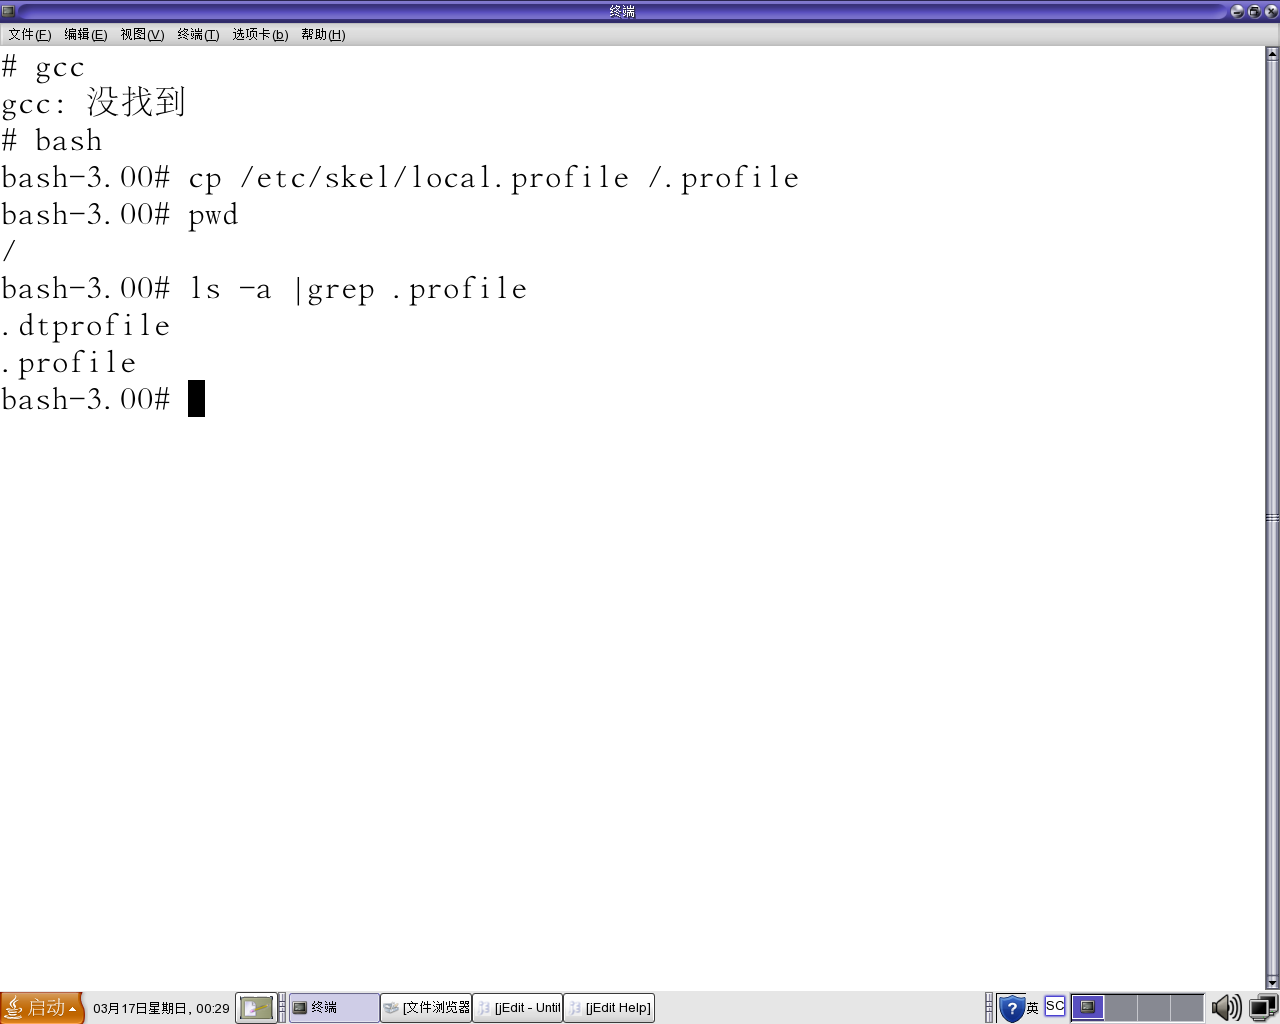 终端
文件(F) 编辑(E) 视图(V) 终端(T) 选项卡(b) 帮助(H)
# gcc
gcc: 没找到
# bash
bash-3.00# cp /etc/skel/local.profile /.profile
bash-3.00# pwd
/
bash-3.00# ls -a |grep .profile
.dtprofile
.profile
bash-3.00#
启动 03月17日星期日, 00:29 终端 [文件浏览器 [jEdit - Until [jEdit Help] ? 英 SC